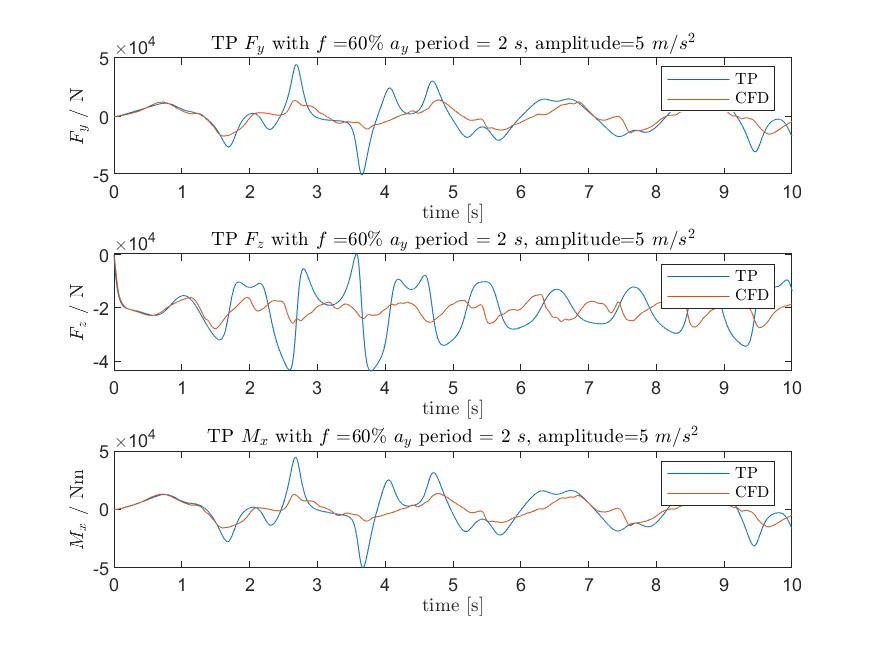 TP F_y with f =60% a_y period = 2 s, amplitude=5 m/s^2
×10^4
5
0
-5
F_y / N
TP
CFD
0 1 2 3 4 5 6 7 8 9 10
time [s]
TP F_z with f =60% a_y period = 2 s, amplitude=5 m/s^2
×10^4
0
-2
-4
F_z / N
TP
CFD
0 1 2 3 4 5 6 7 8 9 10
time [s]
TP M_x with f =60% a_y period = 2 s, amplitude=5 m/s^2
×10^4
5
0
-5
M_x / Nm
TP
CFD
0 1 2 3 4 5 6 7 8 9 10
time [s]